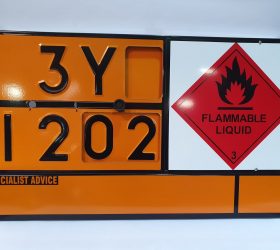 3Y
1202
FLAMMABLE
LIQUID
3
CIALIST ADVICE